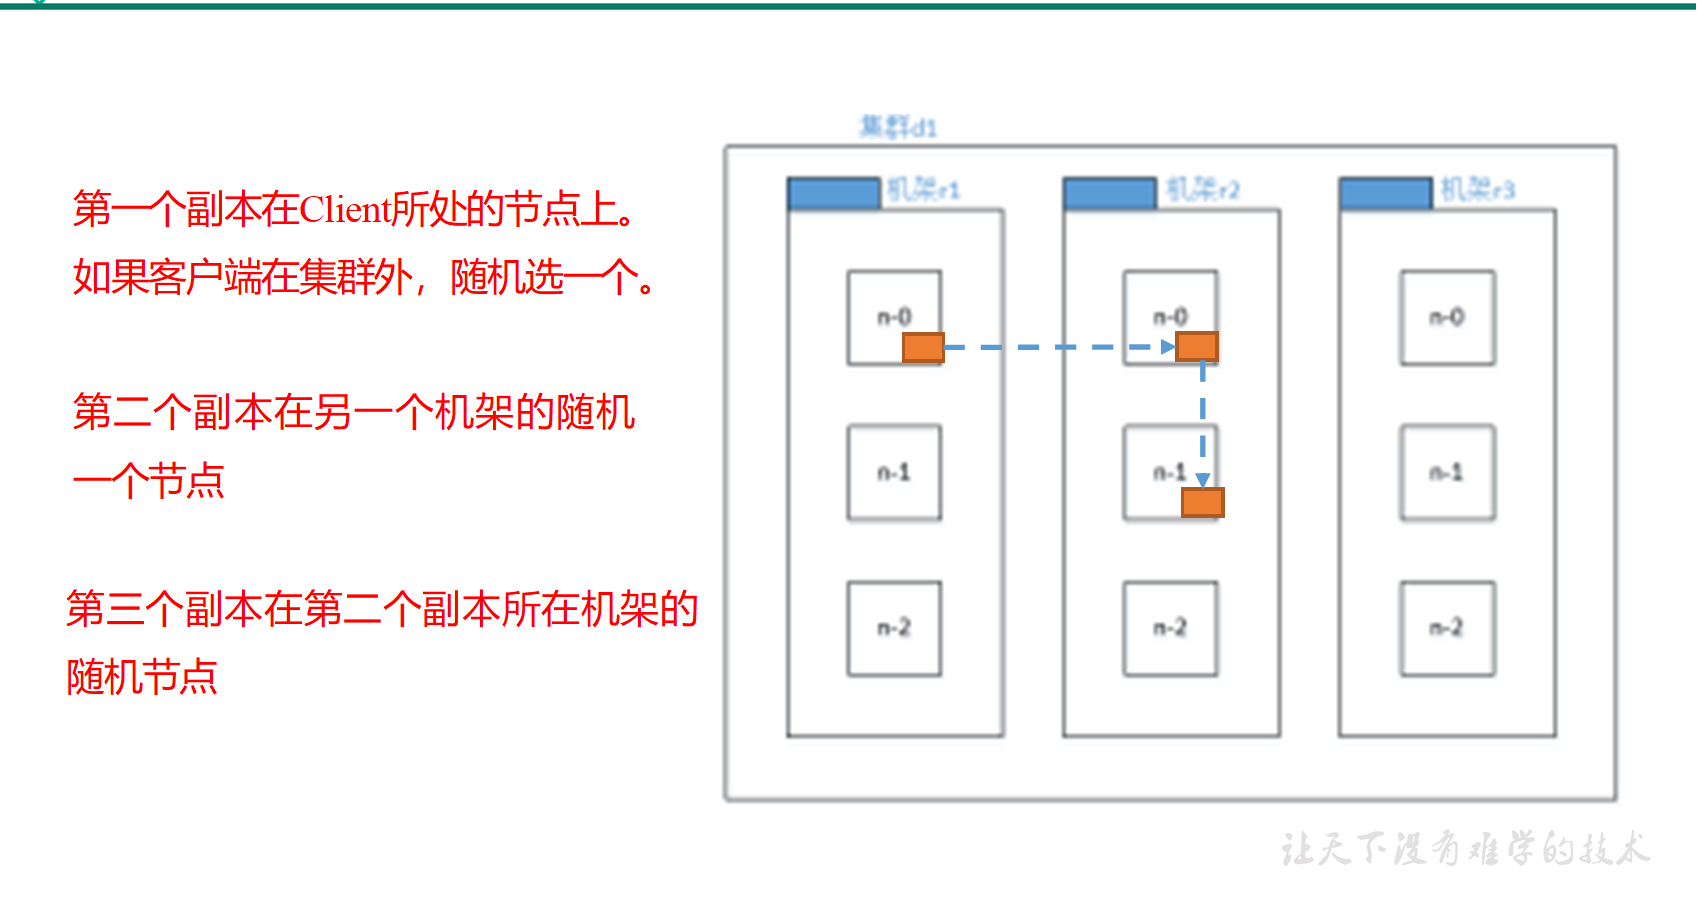 第一个副本在Client所处的节点上。
如果客户端在集群外，随机选一个。
第二个副本在另一个机架的随机
一个节点
第三个副本在第二个副本所在机架的
随机节点
集群d1
机架r1
机架r2
机架r3
n-0
n-0
n-0
n-1
n-1
n-1
n-2
n-2
n-2
让天下没有难学的技术